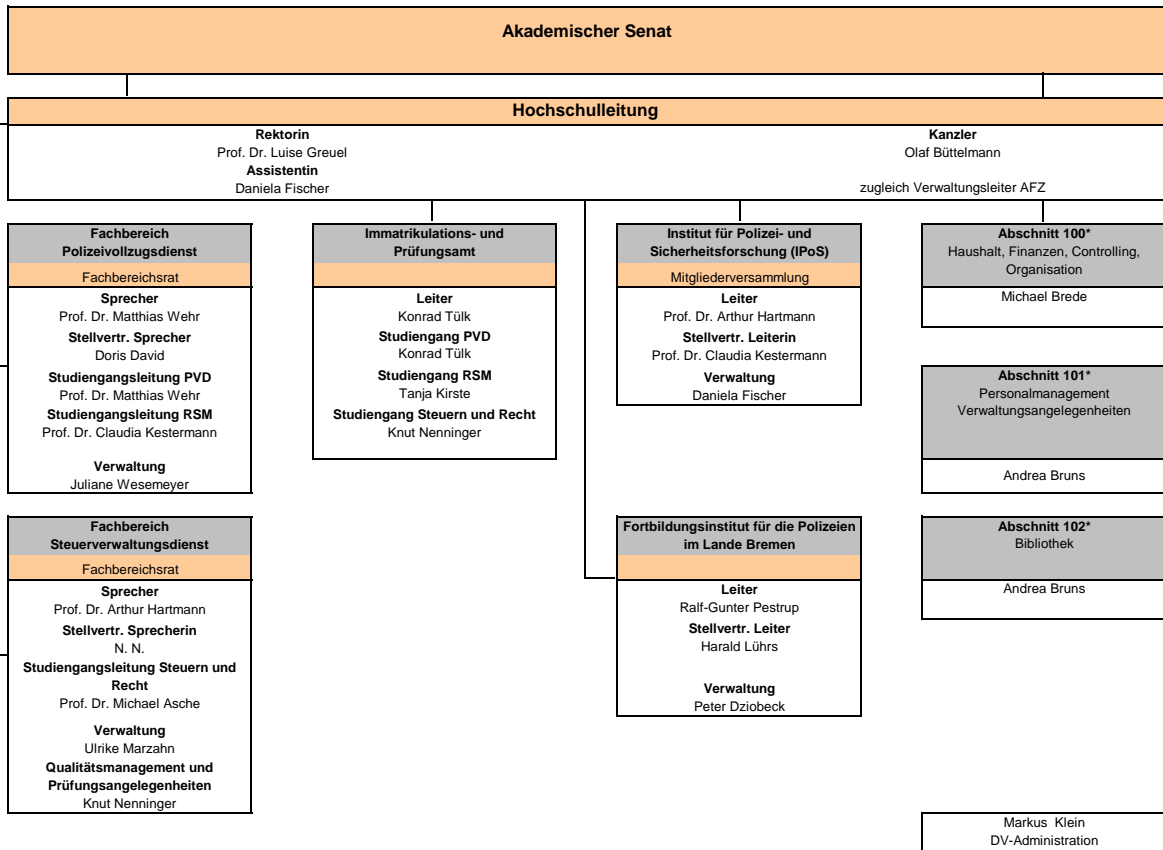 Akademischer Senat
Hochschulleitung
Rektorin
Prof. Dr. Luise Greuel
Assistentin
Daniela Fischer
Kanzler
Olaf Büttelmann
zugleich Verwaltungsleiter AFZ
Fachbereich
Polizeivollzugsdienst
Fachbereichsrat
Sprecher
Prof. Dr. Matthias Wehr
Stellvertr. Sprecher
Doris David
Studiengangsleitung PVD
Prof. Dr. Matthias Wehr
Studiengangsleitung RSM
Prof. Dr. Claudia Kestermann
Verwaltung
Juliane Wesemeyer
Immatrikulations- und
Prüfungsamt
Leiter
Konrad Tülk
Studiengang PVD
Konrad Tülk
Studiengang RSM
Tanja Kirste
Studiengang Steuern und Recht
Knut Nenninger
Institut für Polizei- und
Sicherheitsforschung (IPoS)
Mitgliederversammlung
Leiter
Prof. Dr. Arthur Hartmann
Stellvertr. Leiterin
Prof. Dr. Claudia Kestermann
Verwaltung
Daniela Fischer
Abschnitt 100*
Haushalt, Finanzen, Controlling,
Organisation
Michael Brede
Abschnitt 101*
Personalmanagement
Verwaltungsangelegenheiten
Andrea Bruns
Fachbereich
Steuerverwaltungsdienst
Fachbereichsrat
Sprecher
Prof. Dr. Arthur Hartmann
Stellvertr. Sprecherin
N. N.
Studiengangsleitung Steuern und
Recht
Prof. Dr. Michael Asche
Verwaltung
Ulrike Marzahn
Qualitätsmanagement und
Prüfungsangelegenheiten
Knut Nenninger
Fortbildungsinstitut für die Polizeien
im Lande Bremen
Leiter
Ralf-Gunter Pestrup
Stellvertr. Leiter
Harald Lührs
Verwaltung
Peter Dziobeck
Abschnitt 102*
Bibliothek
Andrea Bruns
Markus Klein
DV-Administration